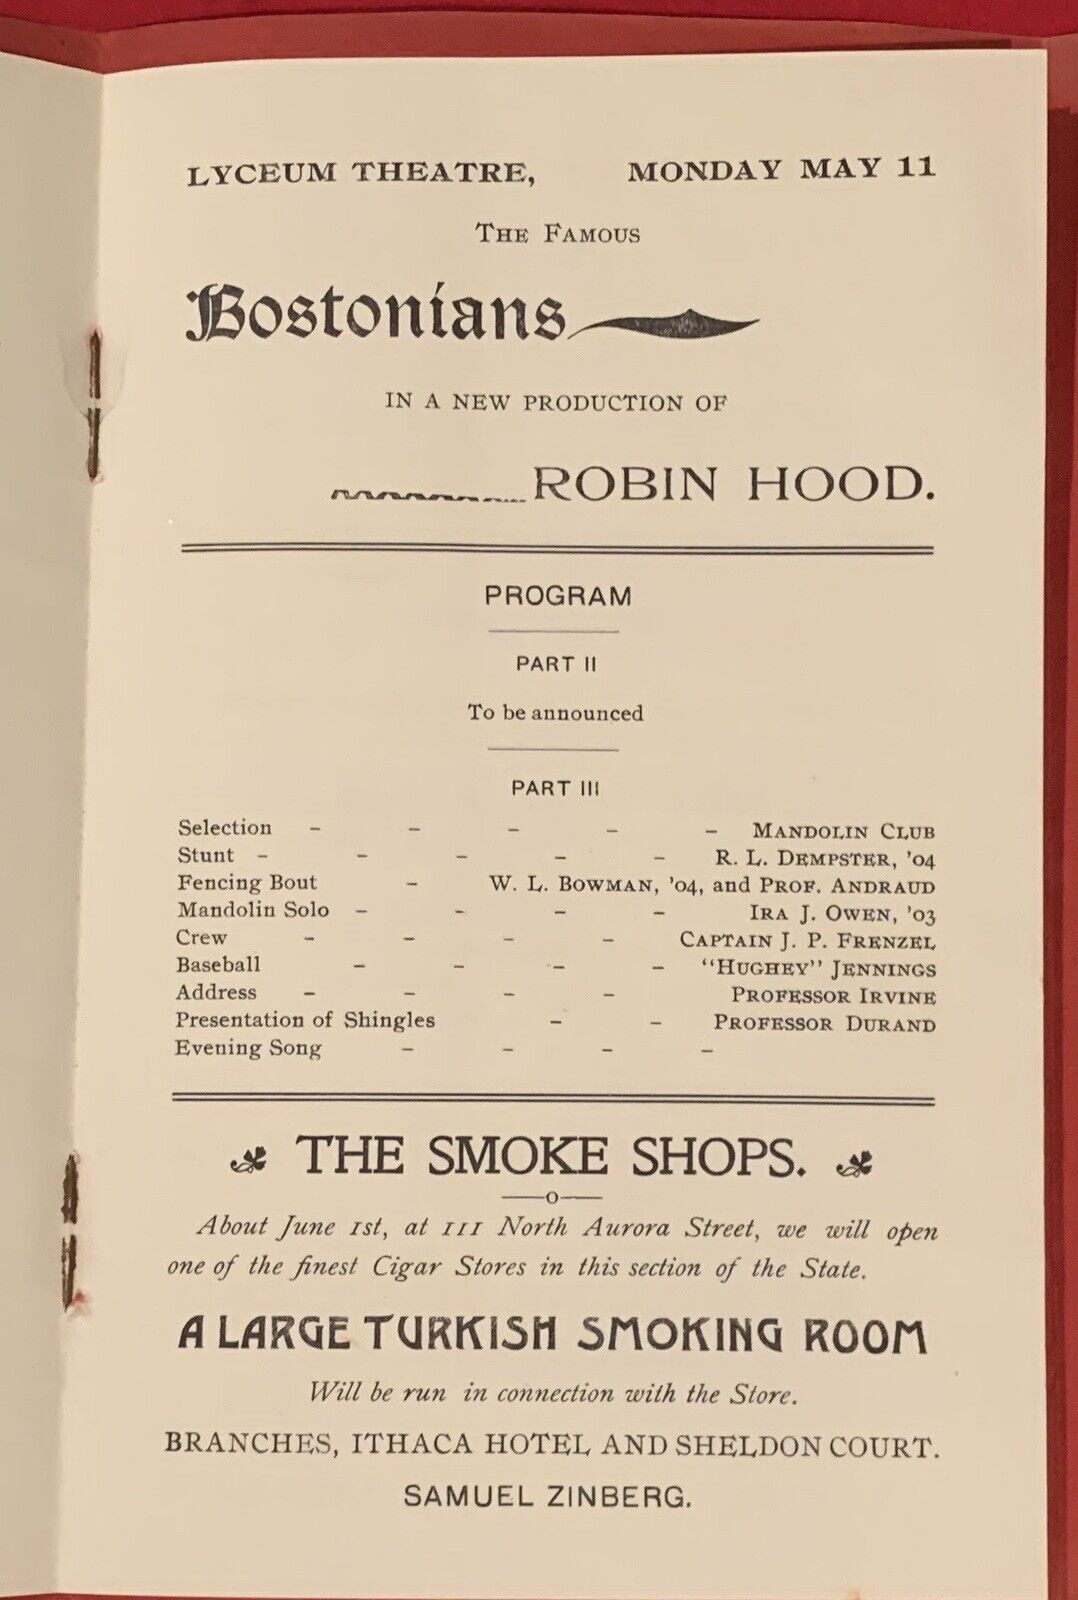 LYCEUM THEATRE, MONDAY MAY 11
THE FAMOUS
Bostonians
IN A NEW PRODUCTION OF
ROBIN HOOD.
PROGRAM
PART II
To be announced
PART III
Selection - - - - - MANDOLIN CLUB
Stunt - - - - - R. L. DEMPSTER, '04
Fencing Bout - W. L. BOWMAN, '04, and PROF. ANDRAUD
Mandolin Solo - - - - IRA J. OWEN, '03
Crew - - - - CAPTAIN J. P. FRENZEL
Baseball - - - - "HUGHEY" JENNINGS
Address - - - - PROFESSOR IRVINE
Presentation of Shingles - - PROFESSOR DURAND
Evening Song - - - -
THE SMOKE SHOPS.
—o—
About June 1st, at 111 North Aurora Street, we will open
one of the finest Cigar Stores in this section of the State.
A LARGE TURKISH SMOKING ROOM
Will be run in connection with the Store.
BRANCHES, ITHACA HOTEL AND SHELDON COURT.
SAMUEL ZINBERG.